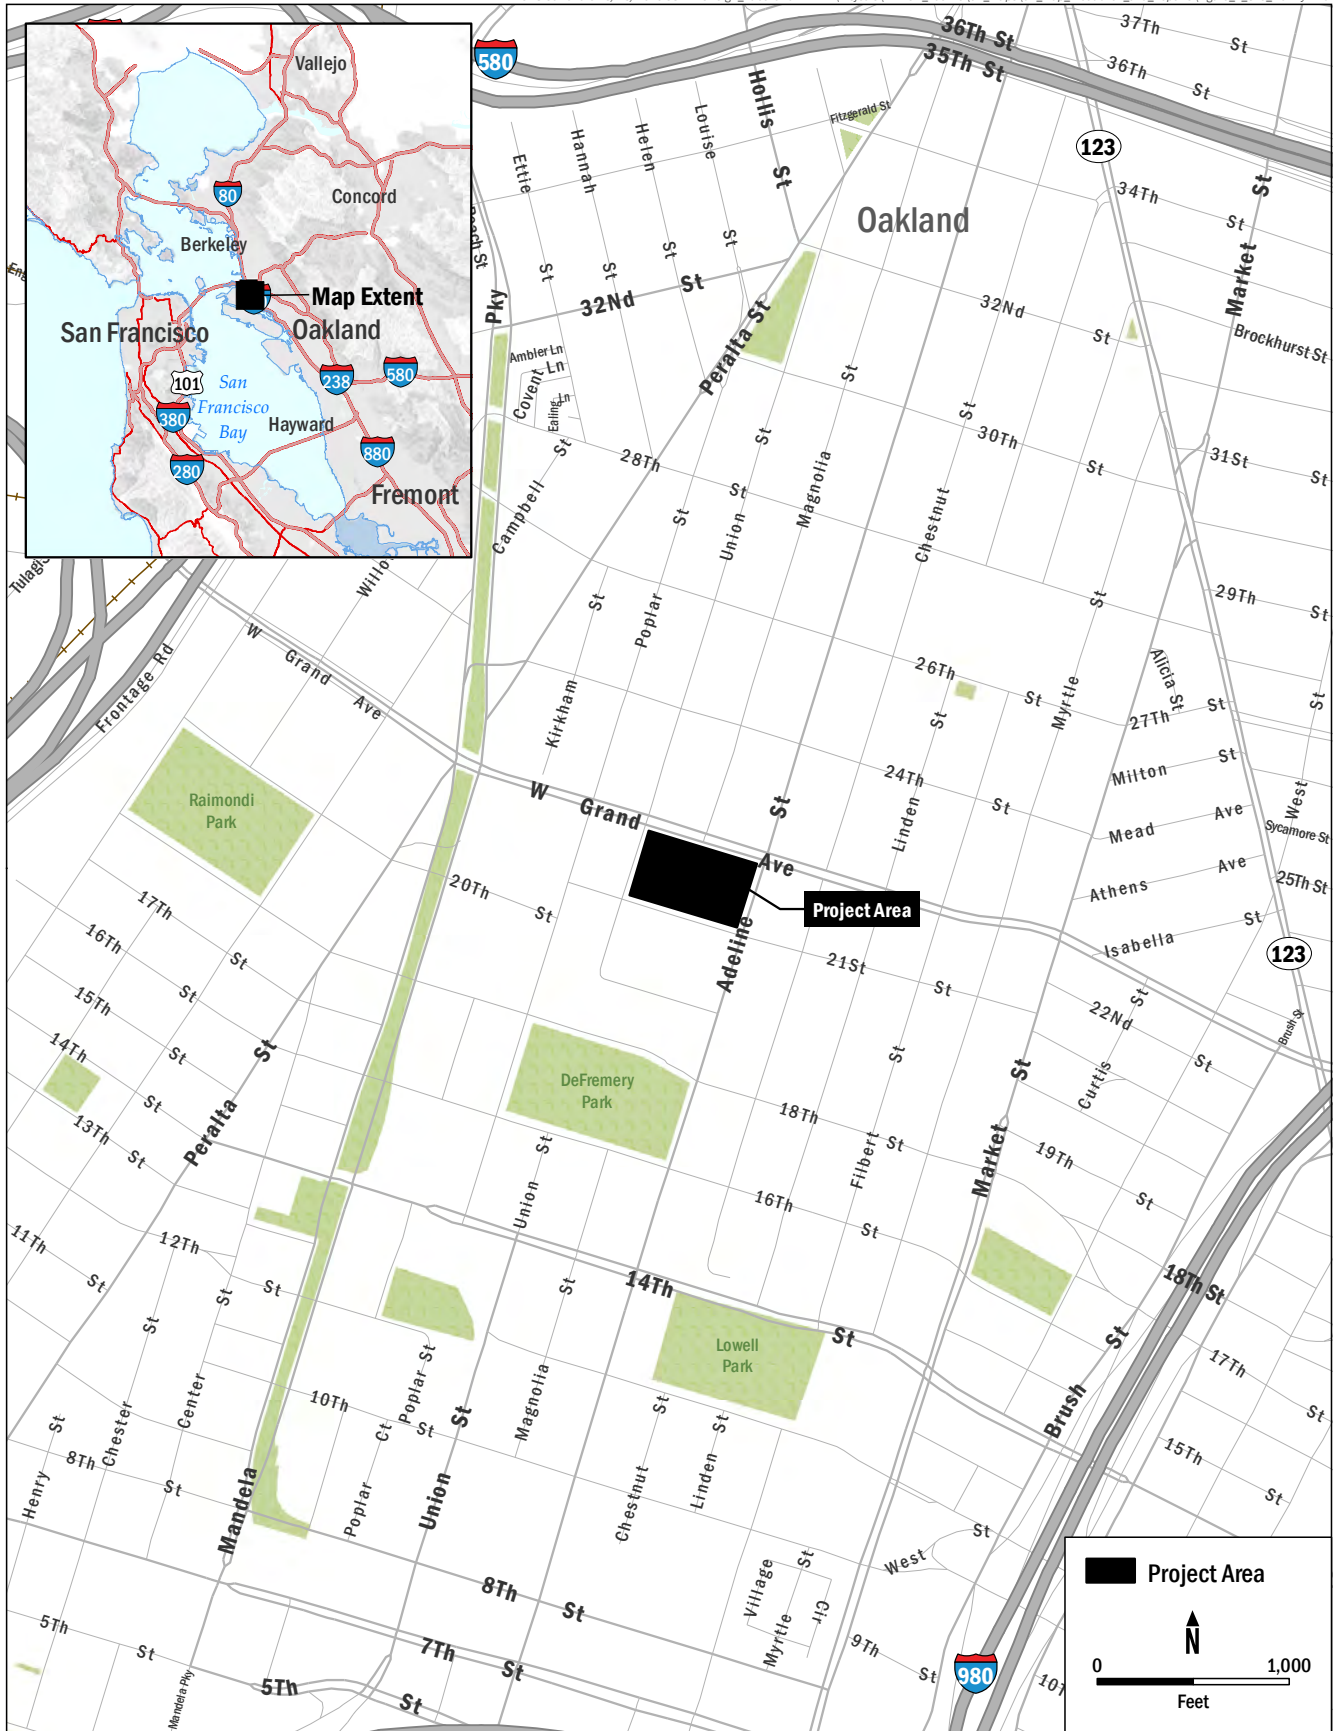 Vallejo
80
Concord
Berkeley
Map Extent
San Francisco
Oakland
101
San
Francisco
Bay
238
580
380
Hayward
880
280
Fremont
580
36Th St
35Th St
37Th St
36Th St
123
34Th St
Fitzgerald St
Hollis St
Louise St
Helen St
Hannah St
Ettie St
Beach St
Oakland
Market St
32Nd St
32Nd St
Brockhurst St
Peralta St
Pky
Ambler Ln
Covent Ln
Ealing Ln
28Th St
30Th St
31St St
Campbell St
Union St
Magnolia St
Chestnut St
29Th St
Tulagi
Frontage Rd
W Grand Ave
Kirkham St
Poplar St
26Th St
Myrtle St
Alicia St
27Th St
West St
Milton St
24Th St
Linden St
Mead Ave
Sycamore St
Athens Ave
25Th St
Isabella St
123
Raimondi
Park
W Grand Ave
Project Area
20Th St
17Th St
16Th St
15Th St
14Th St
13Th St
Adeline St
21St St
22Nd St
Brush St
Curtis St
DeFremery
Park
18Th St
Filbert St
Market St
19Th St
Peralta St
Union St
16Th St
11Th St
12Th St
14Th St
18Th St
Lowell
Park
17Th St
Brush St
15Th St
Chester St
Center St
10Th St
Poplar St
Poplar Ct
Magnolia St
Union St
Henry St
8Th St
Mandela
Chestnut St
Linden St
West St
8Th St
Village Cir
Myrtle St
9Th St
5Th St
7Th St
5Th St
Mandela Pky
980
Project Area
N
0 1,000
Feet